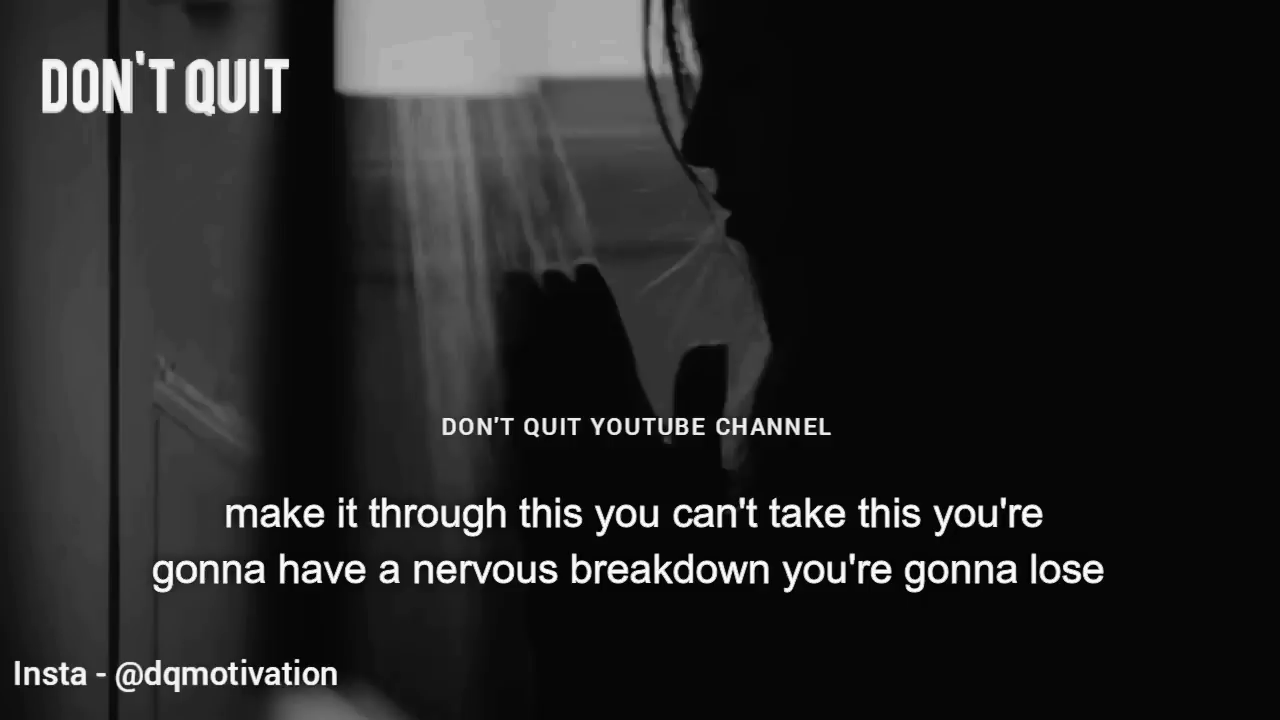 DON'T QUIT
DON'T QUIT YOUTUBE CHANNEL
make it through this you can't take this you're
gonna have a nervous breakdown you're gonna lose
Insta - @dqmotivation